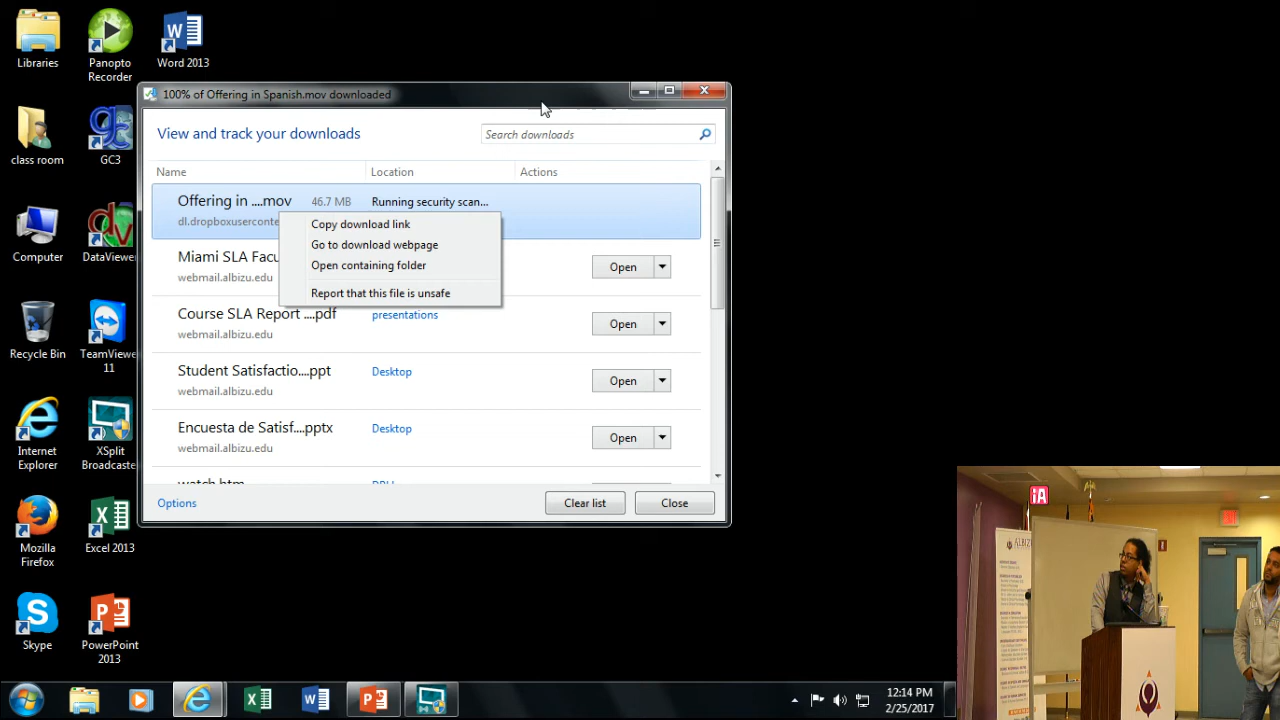 Libraries
Panopto
Recorder
Word 2013
class room
GC3
Computer
DataViewer
Recycle Bin
TeamViewer
11
Internet
Explorer
XSplit
Broadcaste
Mozilla
Firefox
Excel 2013
Skype
PowerPoint
2013
100% of Offering in Spanish.mov downloaded
View and track your downloads
Search downloads
Name
Location
Actions
Offering in ....mov
46.7 MB
Running security scan...
dl.dropboxuserconte
Copy download link
Go to download webpage
Open containing folder
Report that this file is unsafe
Miami SLA Facu
webmail.albizu.edu
Open
Course SLA Report ....pdf
presentations
webmail.albizu.edu
Open
Student Satisfactio....ppt
Desktop
webmail.albizu.edu
Open
Encuesta de Satisf....pptx
Desktop
webmail.albizu.edu
Open
watch.htm
Options
Clear list
Close
iA
ALBIZU
12:14 PM
2/25/2017